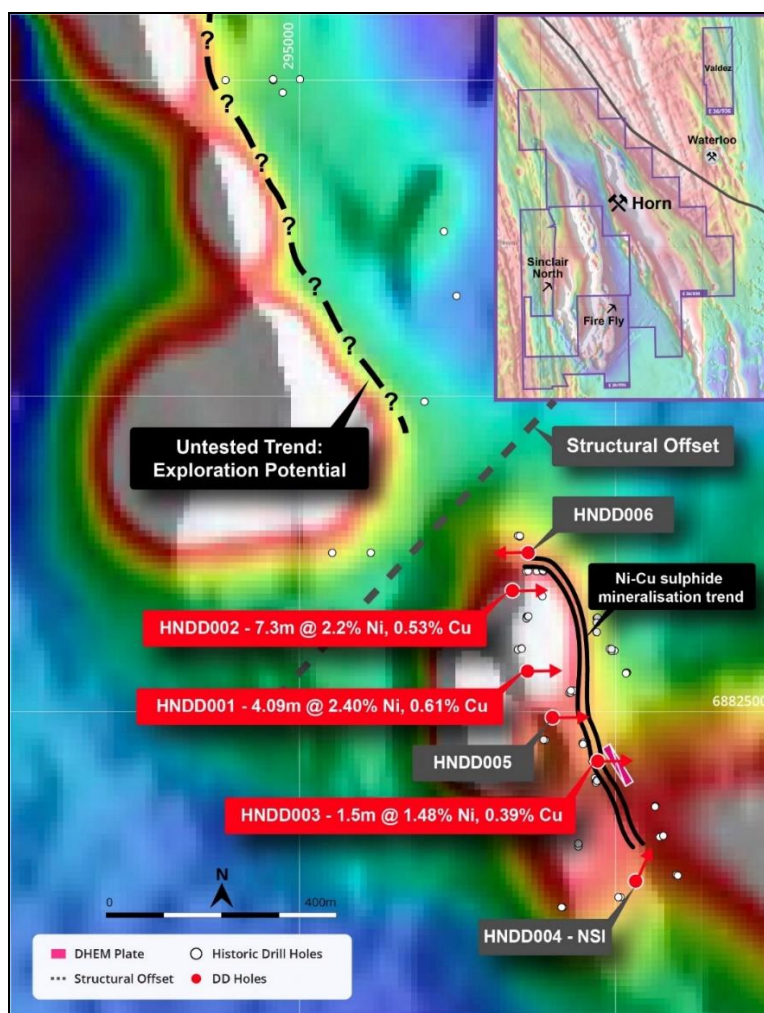 295000
Valdez
E 36/936
Waterloo
Horn
Sinclair
North
Fire Fly
? ? ? ? ? ? ? ?
Untested Trend:
Exploration Potential
Structural Offset
HNDD006
Ni-Cu sulphide
mineralisation trend
HNDD002 - 7.3m @ 2.2% Ni, 0.53% Cu
HNDD001 - 4.09m @ 2.40% Ni, 0.61% Cu
6882500
HNDD005
HNDD003 - 1.5m @ 1.48% Ni, 0.39% Cu
N
0
400m
HNDD004 - NSI
DHEM Plate
Historic Drill Holes
Structural Offset
DD Holes